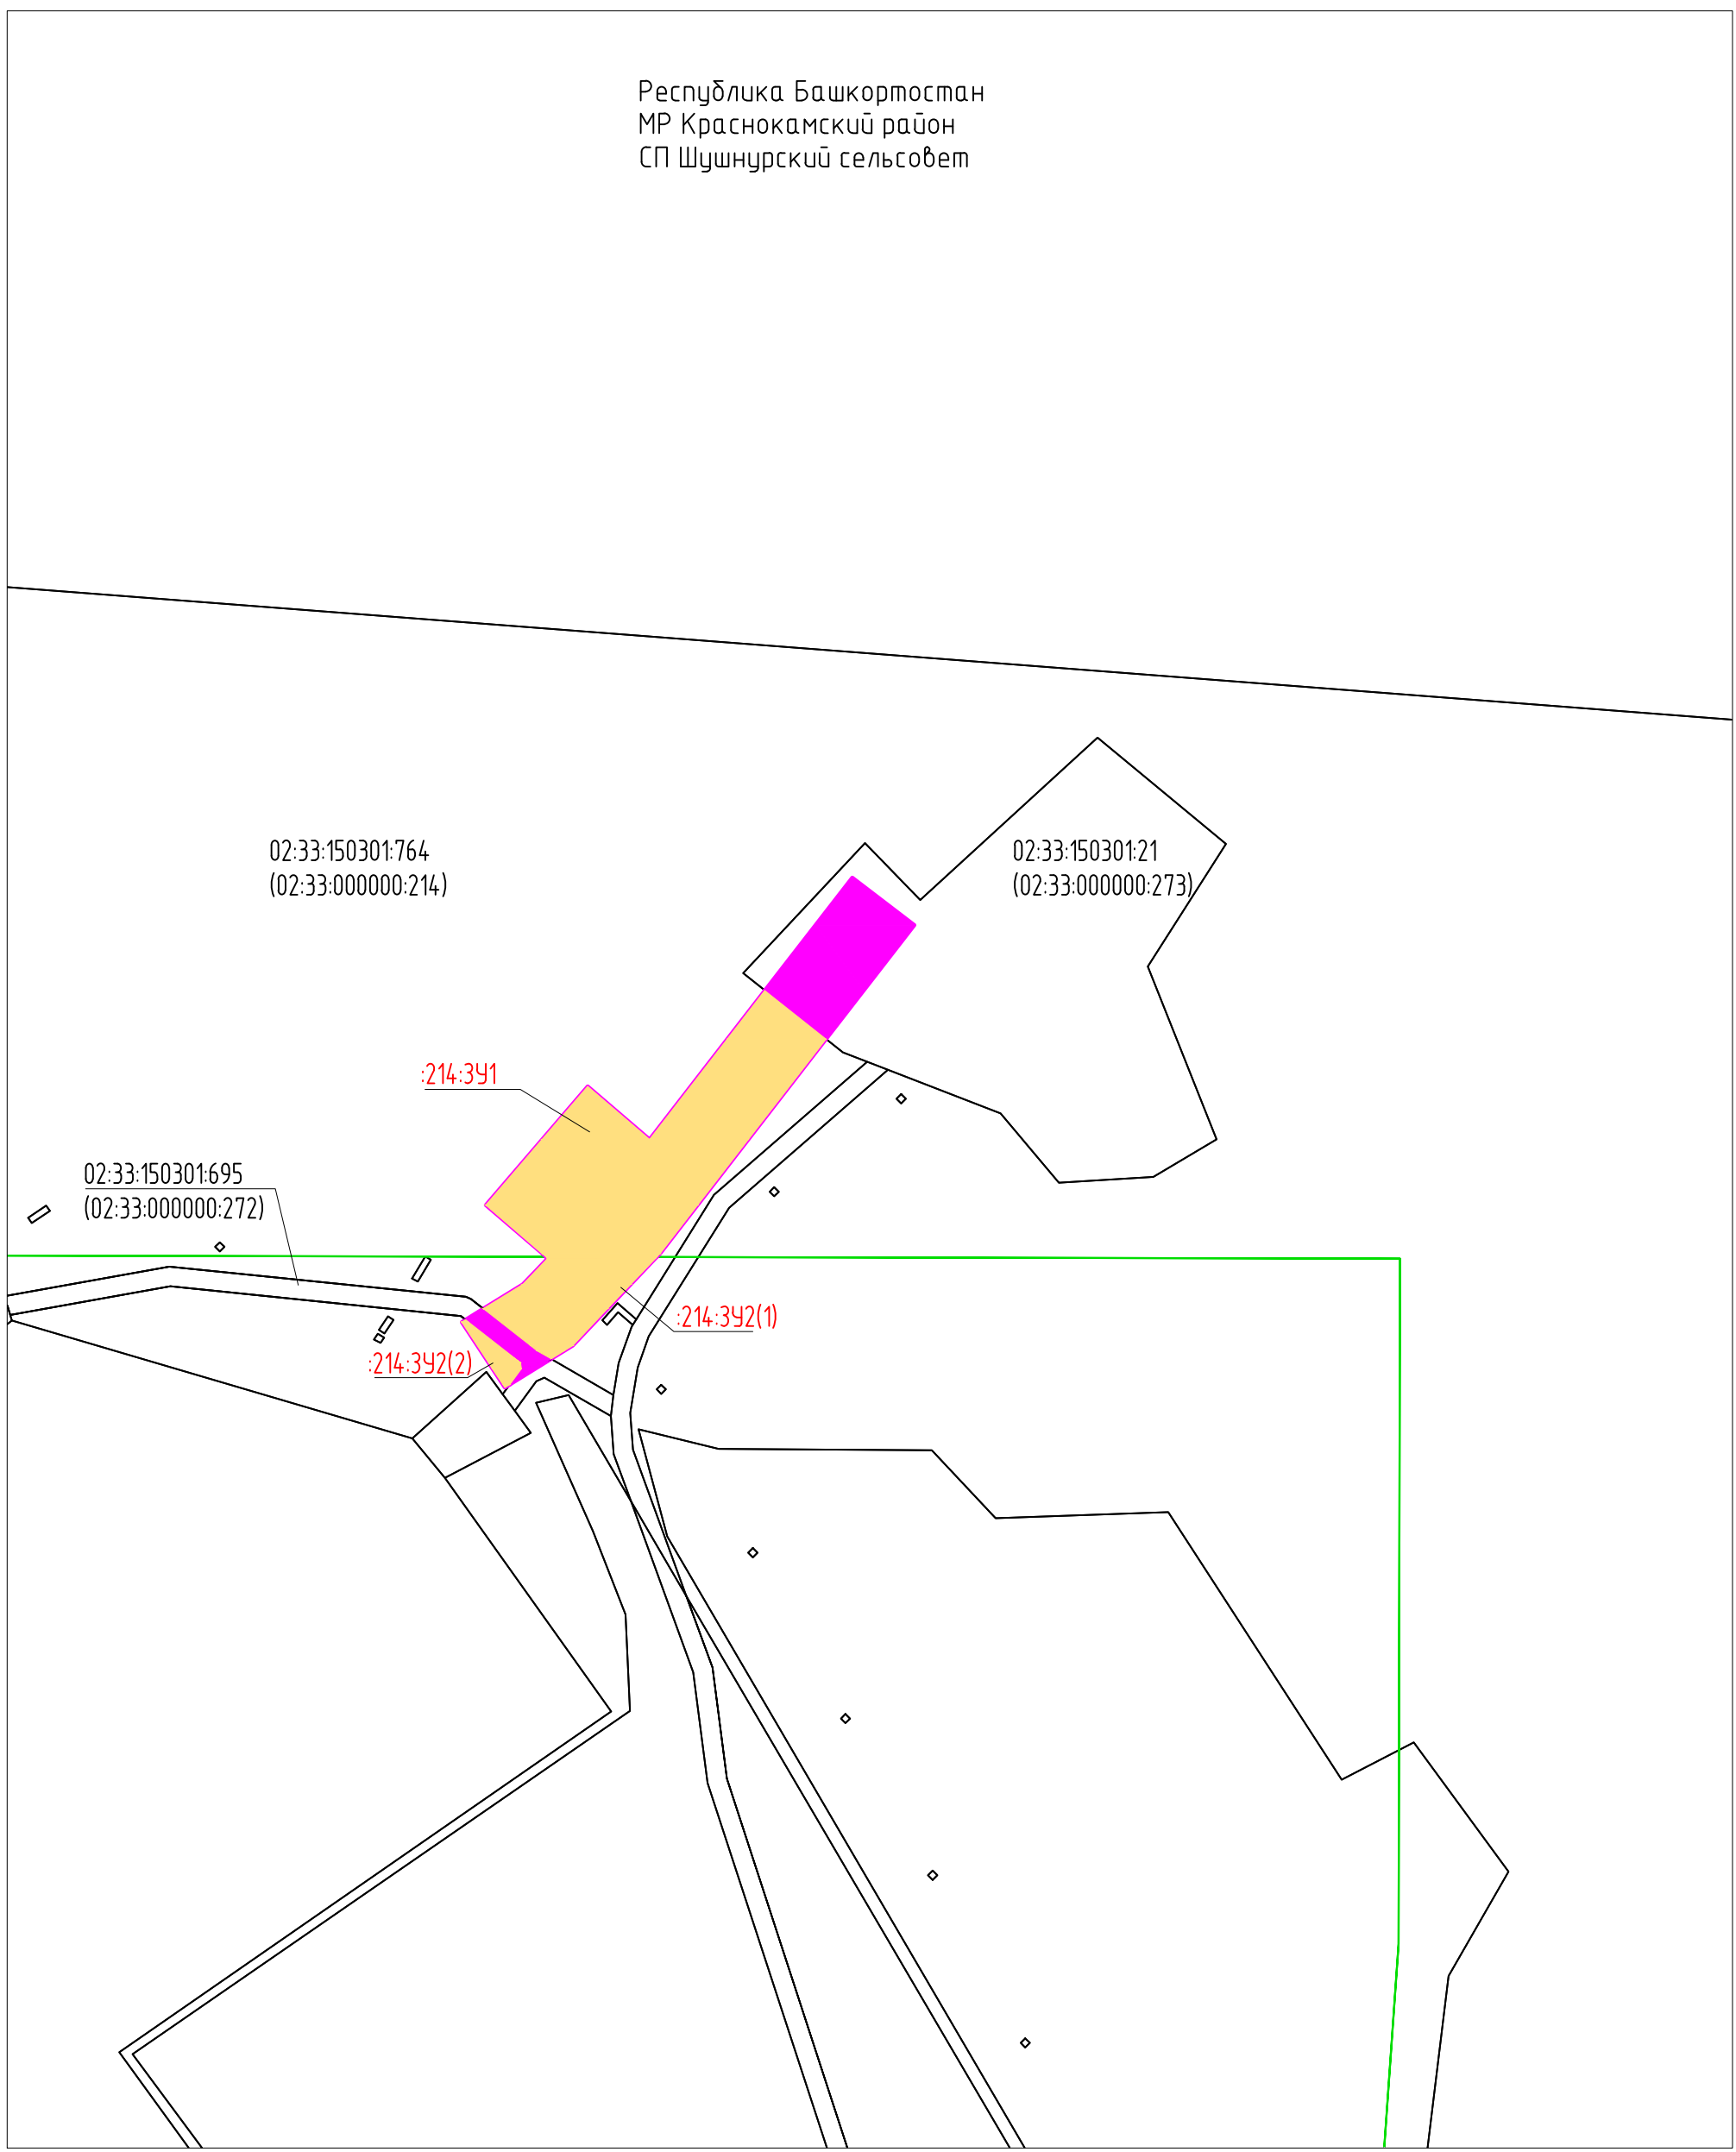 Республика Башкортостан
МР Краснокамский район
СП Шушнурский сельсовет
02:33:150301:764
(02:33:000000:214)
02:33:150301:21
(02:33:000000:273)
:214:ЗУ1
02:33:150301:695
(02:33:000000:272)
:214:ЗУ2(1)
:214:ЗУ2(2)